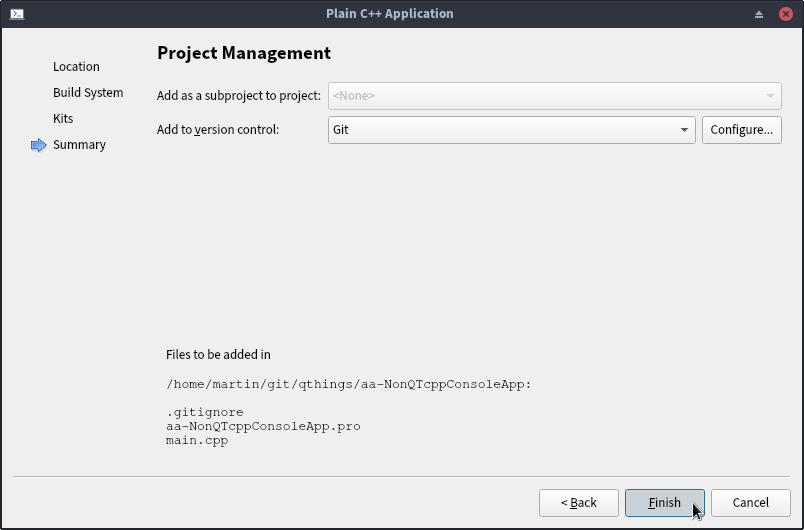 Plain C++ Application
Location
Build System
Kits
Summary
Project Management
Add as a subproject to project: <None>
Add to version control: Git Configure...
Files to be added in
/home/martin/git/qthings/aa-NonQTcppConsoleApp:
.gitignore
aa-NonQTcppConsoleApp.pro
main.cpp
< Back Finish Cancel